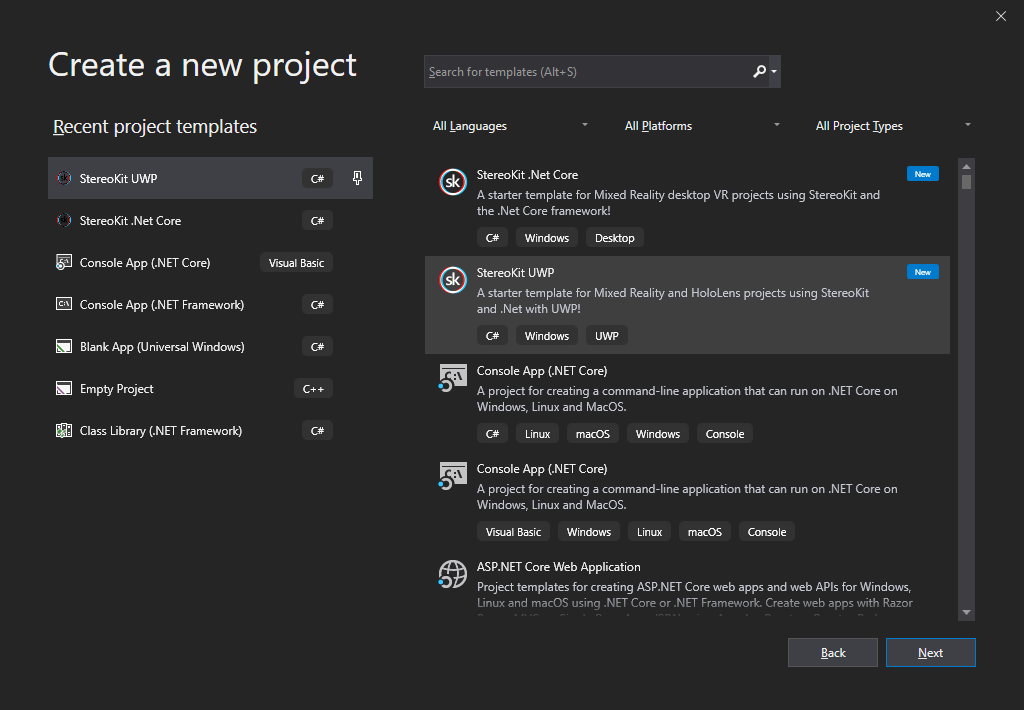 Create a new project
Search for templates (Alt+S)
Recent project templates
All Languages
All Platforms
All Project Types
StereoKit UWP
C#
StereoKit .Net Core
C#
Console App (.NET Core)
Visual Basic
Console App (.NET Framework)
C#
Blank App (Universal Windows)
C#
Empty Project
C++
Class Library (.NET Framework)
C#
sk
StereoKit .Net Core
New
A starter template for Mixed Reality desktop VR projects using StereoKit and
the .Net Core framework!
C# Windows Desktop
sk
StereoKit UWP
New
A starter template for Mixed Reality and HoloLens projects using StereoKit
and .Net with UWP!
C# Windows UWP
Console App (.NET Core)
A project for creating a command-line application that can run on .NET Core on
Windows, Linux and MacOS.
C# Linux macOS Windows Console
Console App (.NET Core)
A project for creating a command-line application that can run on .NET Core on
Windows, Linux and MacOS.
Visual Basic Windows Linux macOS Console
ASP.NET Core Web Application
Project templates for creating ASP.NET Core web apps and web APIs for Windows,
Linux and macOS using .NET Core or .NET Framework. Create web apps with Razor
Back
Next